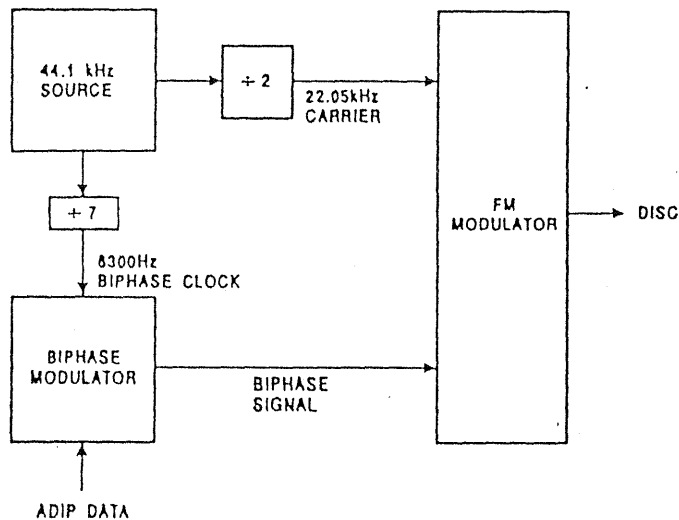 44.1 kHz
SOURCE
÷ 2
22.05kHz
CARRIER
÷ 7
6300Hz
BIPHASE CLOCK
FM
MODULATOR
DISC
BIPHASE
MODULATOR
BIPHASE
SIGNAL
ADIP DATA